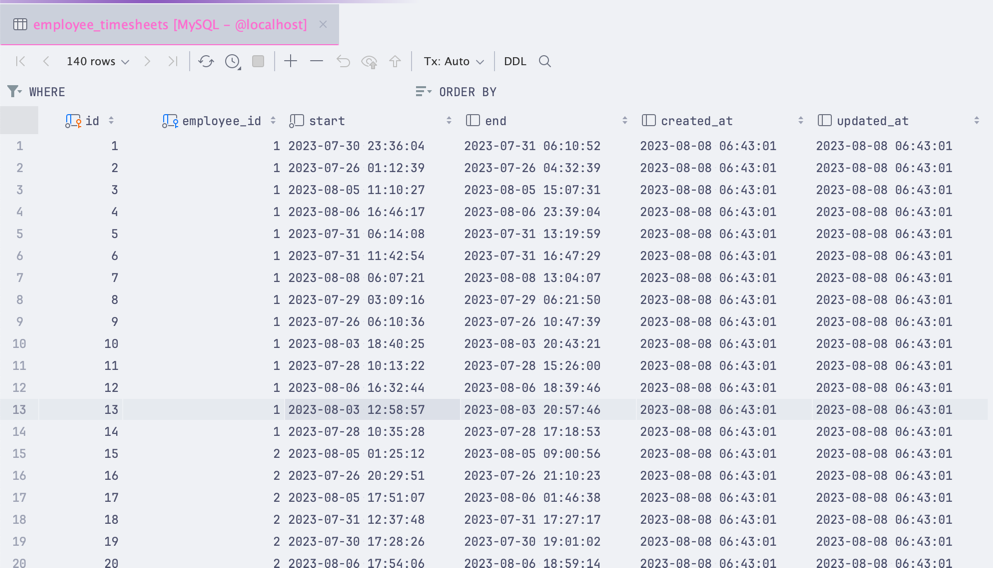 employee_timesheets [MySQL - @localhost] ×
140 rows Tx: Auto DDL
WHERE ORDER BY
id employee_id start end created_at updated_at
1 1 1 2023-07-30 23:36:04 2023-07-31 06:10:52 2023-08-08 06:43:01 2023-08-08 06:43:01
2 2 1 2023-07-26 01:12:39 2023-07-26 04:32:39 2023-08-08 06:43:01 2023-08-08 06:43:01
3 3 1 2023-08-05 11:10:27 2023-08-05 15:07:31 2023-08-08 06:43:01 2023-08-08 06:43:01
4 4 1 2023-08-06 16:46:17 2023-08-06 23:39:04 2023-08-08 06:43:01 2023-08-08 06:43:01
5 5 1 2023-07-31 06:14:08 2023-07-31 13:19:59 2023-08-08 06:43:01 2023-08-08 06:43:01
6 6 1 2023-07-31 11:42:54 2023-07-31 16:47:29 2023-08-08 06:43:01 2023-08-08 06:43:01
7 7 1 2023-08-08 06:07:21 2023-08-08 13:04:07 2023-08-08 06:43:01 2023-08-08 06:43:01
8 8 1 2023-07-29 03:09:16 2023-07-29 06:21:50 2023-08-08 06:43:01 2023-08-08 06:43:01
9 9 1 2023-07-26 06:10:36 2023-07-26 10:47:39 2023-08-08 06:43:01 2023-08-08 06:43:01
10 10 1 2023-08-03 18:40:25 2023-08-03 20:43:21 2023-08-08 06:43:01 2023-08-08 06:43:01
11 11 1 2023-07-28 10:13:22 2023-07-28 15:26:00 2023-08-08 06:43:01 2023-08-08 06:43:01
12 12 1 2023-08-06 16:32:44 2023-08-06 18:39:46 2023-08-08 06:43:01 2023-08-08 06:43:01
13 13 1 2023-08-03 12:58:57 2023-08-03 20:57:46 2023-08-08 06:43:01 2023-08-08 06:43:01
14 14 1 2023-07-28 10:35:28 2023-07-28 17:18:53 2023-08-08 06:43:01 2023-08-08 06:43:01
15 15 2 2023-08-05 01:25:12 2023-08-05 09:00:56 2023-08-08 06:43:01 2023-08-08 06:43:01
16 16 2 2023-07-26 20:29:51 2023-07-26 21:10:23 2023-08-08 06:43:01 2023-08-08 06:43:01
17 17 2 2023-08-05 17:51:07 2023-08-06 01:46:38 2023-08-08 06:43:01 2023-08-08 06:43:01
18 18 2 2023-07-31 12:37:48 2023-07-31 17:27:17 2023-08-08 06:43:01 2023-08-08 06:43:01
19 19 2 2023-07-30 17:28:26 2023-07-30 19:01:02 2023-08-08 06:43:01 2023-08-08 06:43:01
20 20 2 2023-08-06 17:54:06 2023-08-06 18:59:14 2023-08-08 06:43:01 2023-08-08 06:43:01